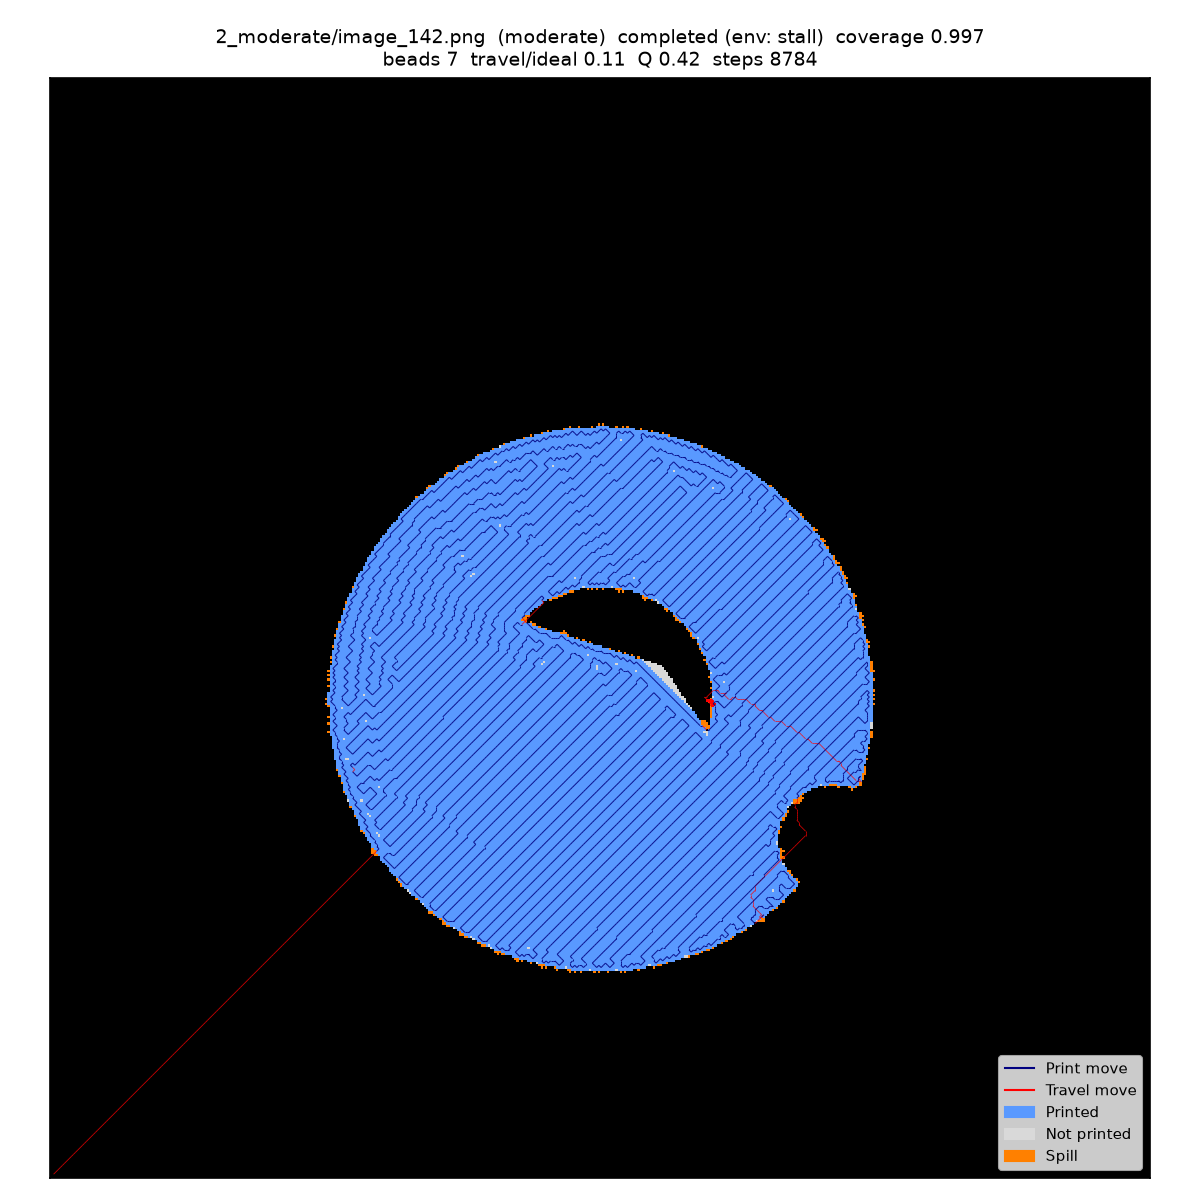 2_moderate/image_142.png  (moderate)  completed (env: stall)  coverage 0.997
beads 7  travel/ideal 0.11  Q 0.42  steps 8784
Print move
Travel move
Printed
Not printed
Spill